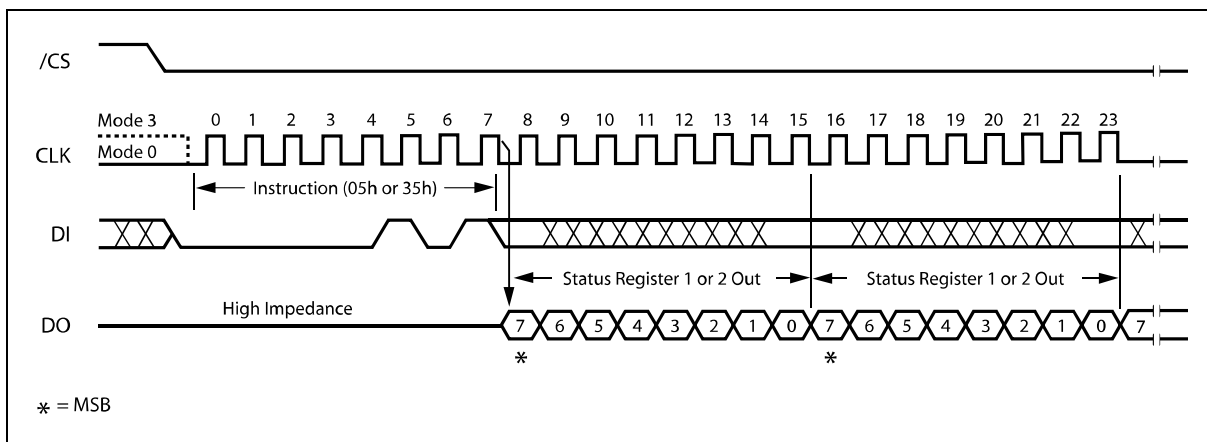 /CS
Mode 3
0 1 2 3 4 5 6 7 8 9 10 11 12 13 14 15 16 17 18 19 20 21 22 23
CLK
Mode 0
Instruction (05h or 35h)
DI
Status Register 1 or 2 Out
Status Register 1 or 2 Out
High Impedance
DO
7 6 5 4 3 2 1 0 7 6 5 4 3 2 1 0 7
* *
* = MSB